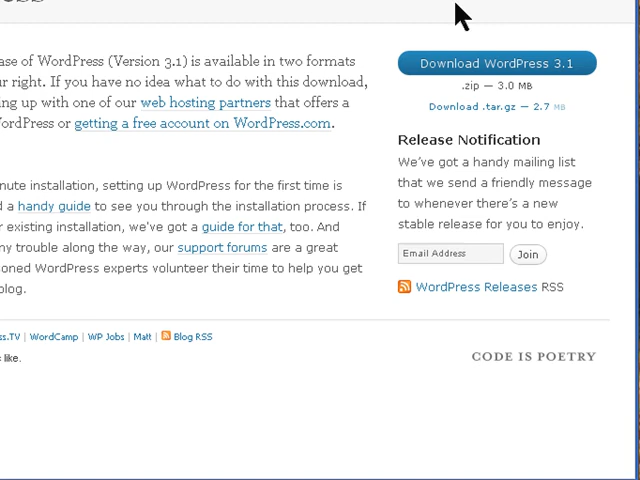 ase of WordPress (Version 3.1) is available in two formats
ur right. If you have no idea what to do with this download,
ing up with one of our web hosting partners that offers a
WordPress or getting a free account on WordPress.com.
Download WordPress 3.1
.zip — 3.0 MB
Download .tar.gz — 2.7 MB
Release Notification
We've got a handy mailing list
that we send a friendly message
to whenever there's a new
stable release for you to enjoy.
Email Address Join
WordPress Releases RSS
nute installation, setting up WordPress for the first time is
d a handy guide to see you through the installation process. If
r existing installation, we've got a guide for that, too. And
ny trouble along the way, our support forums are a great
oned WordPress experts volunteer their time to help you get
blog.
ss.TV | WordCamp | WP Jobs | Matt | Blog RSS
s like.
CODE IS POETRY